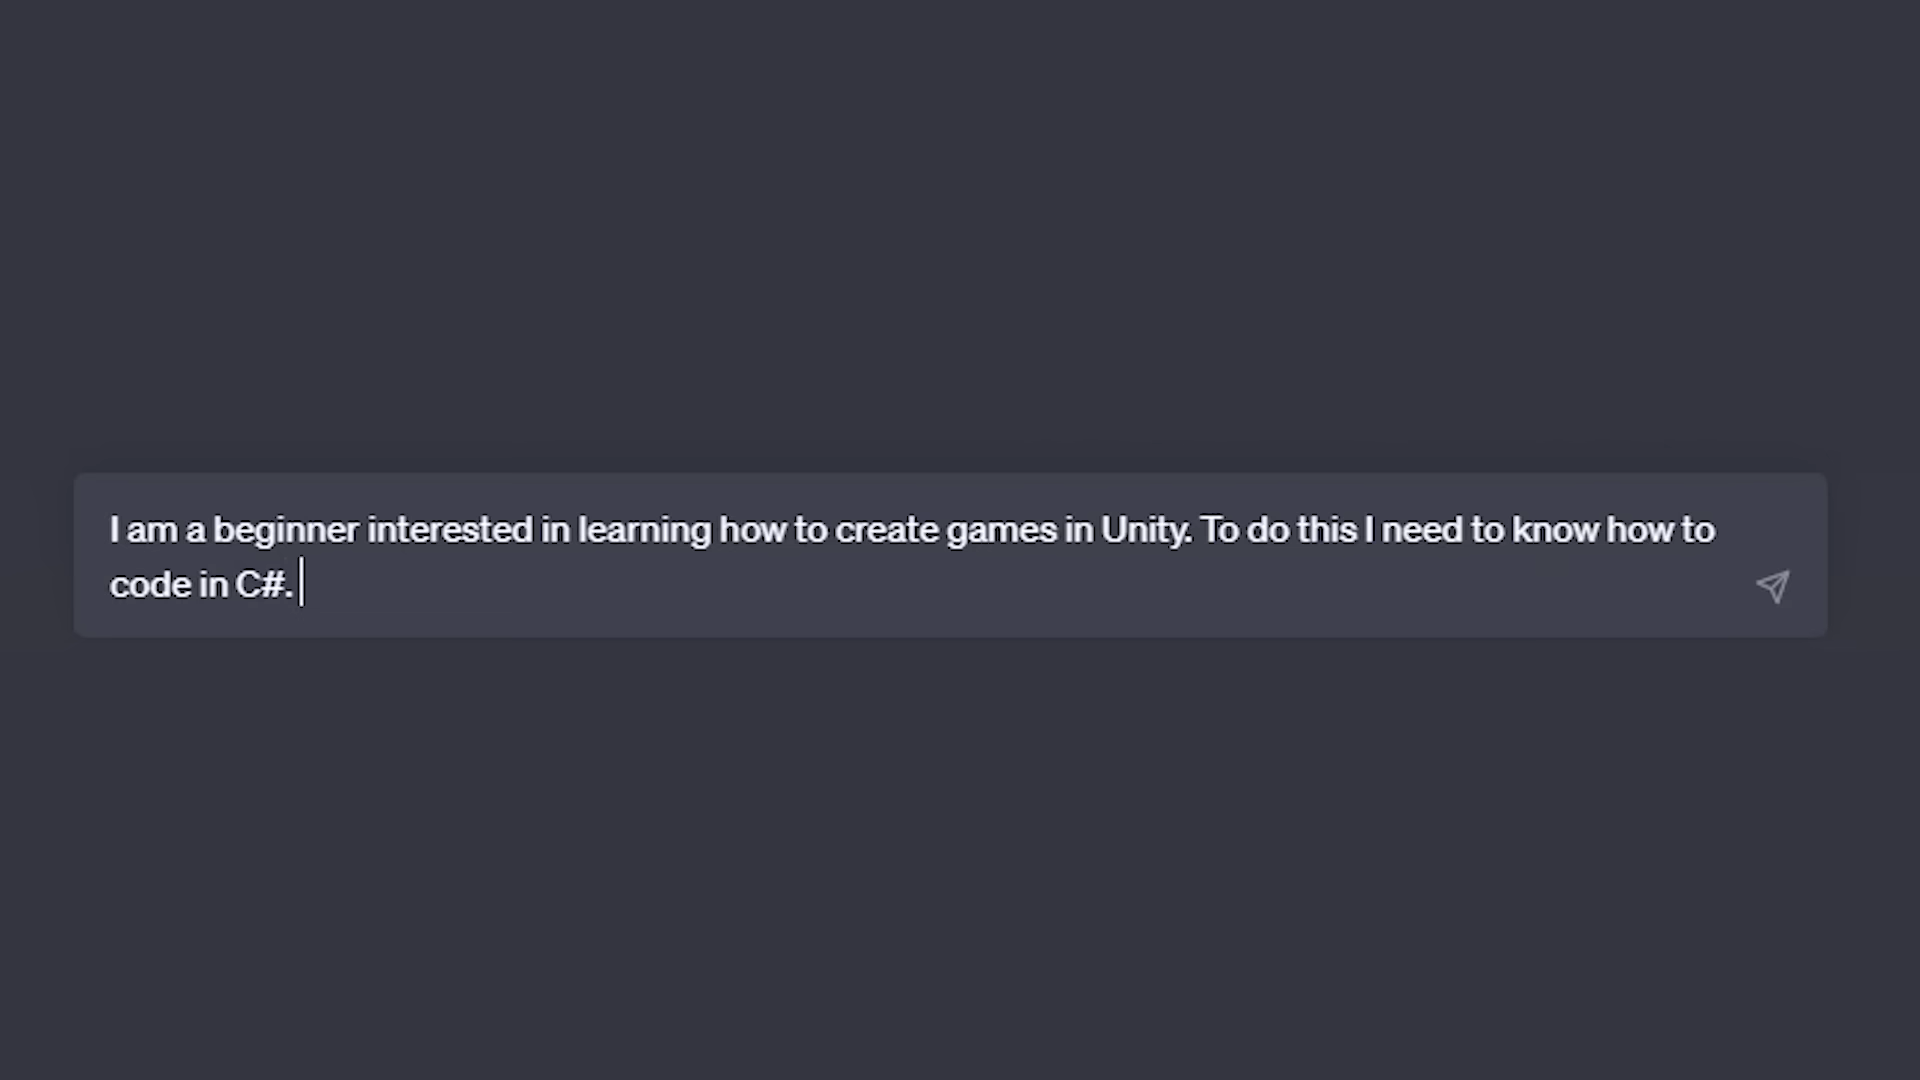 I am a beginner interested in learning how to create games in Unity. To do this I need to know how to
code in C#.